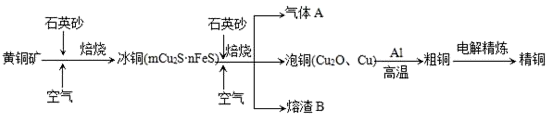 石英砂
石英砂
气体 A
黄铜矿 焙烧 冰铜(mCu₂S·nFeS) 焙烧 泡铜(Cu₂O、Cu) Al 高温 粗铜 电解精炼 精铜
空气
空气
熔渣 B